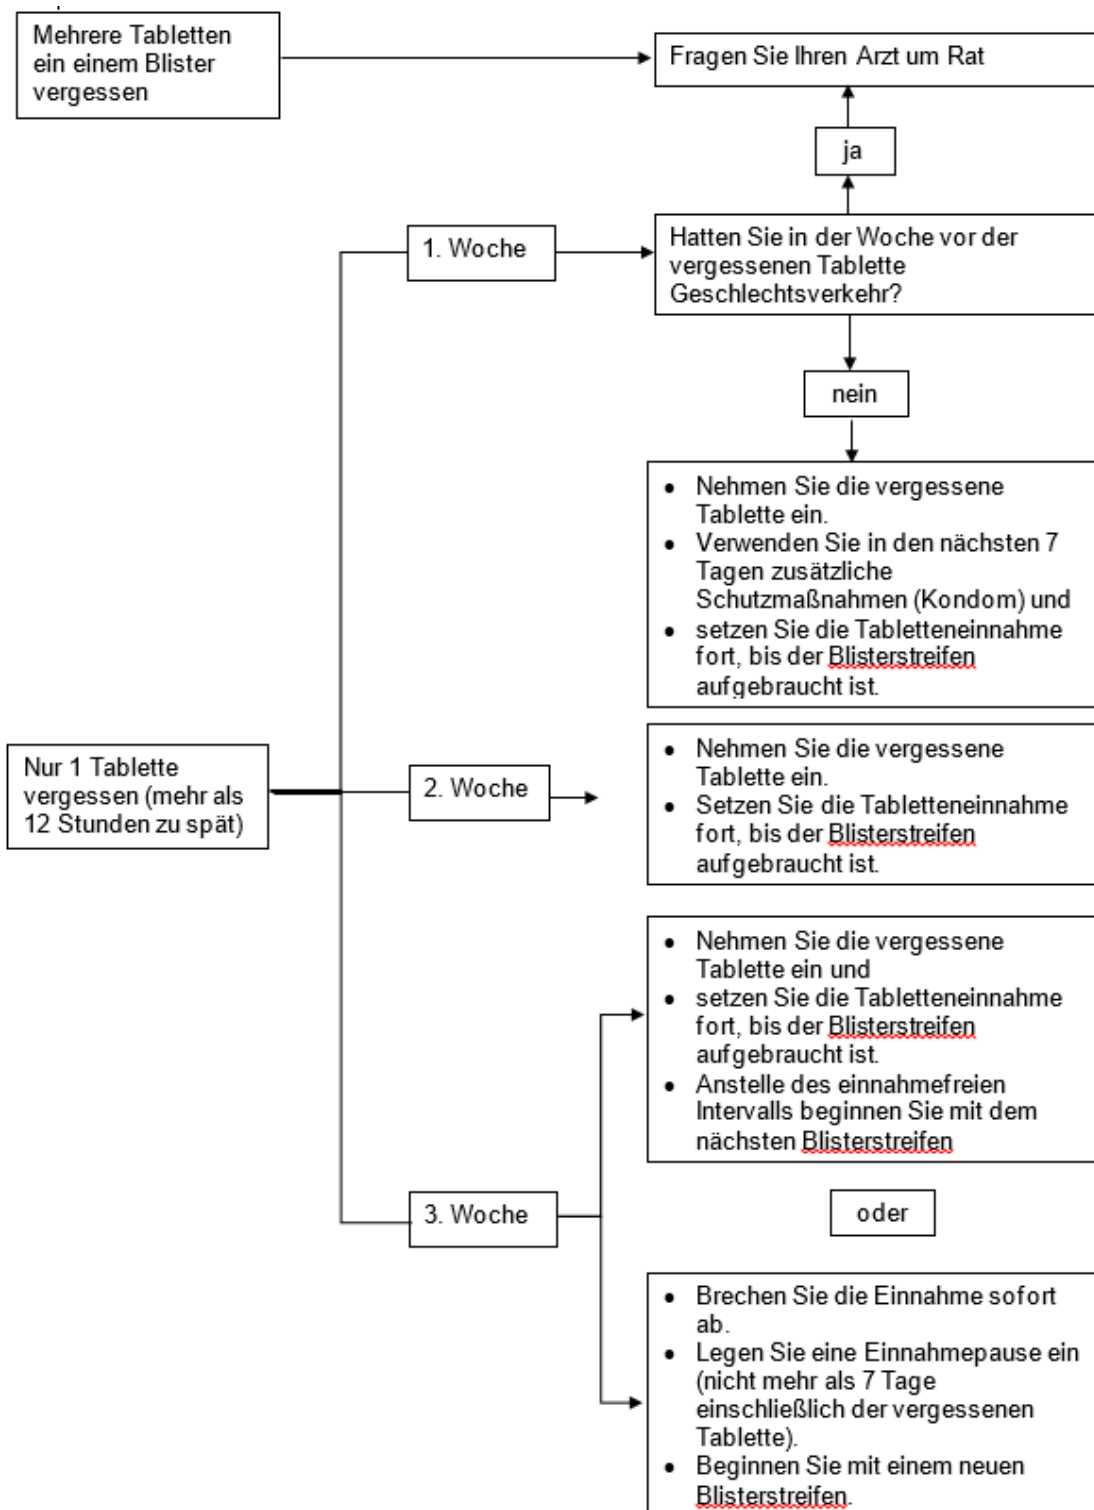 Mehrere Tabletten
ein einem Blister
vergessen
Fragen Sie Ihren Arzt um Rat
ja
1. Woche
Hatten Sie in der Woche vor der
vergessenen Tablette
Geschlechtsverkehr?
nein
• Nehmen Sie die vergessene
Tablette ein.
• Verwenden Sie in den nächsten 7
Tagen zusätzliche
Schutzmaßnahmen (Kondom) und
• setzen Sie die Tabletteneinnahme
fort, bis der Blisterstreifen
aufgebraucht ist.
Nur 1 Tablette
vergessen (mehr als
12 Stunden zu spät)
2. Woche
• Nehmen Sie die vergessene
Tablette ein.
• Setzen Sie die Tabletteneinnahme
fort, bis der Blisterstreifen
aufgebraucht ist.
3. Woche
• Nehmen Sie die vergessene
Tablette ein und
• setzen Sie die Tabletteneinnahme
fort, bis der Blisterstreifen
aufgebraucht ist.
• Anstelle des einnahmefreien
Intervalls beginnen Sie mit dem
nächsten Blisterstreifen
oder
• Brechen Sie die Einnahme sofort
ab.
• Legen Sie eine Einnahmepause ein
(nicht mehr als 7 Tage
einschließlich der vergessenen
Tablette).
• Beginnen Sie mit einem neuen
Blisterstreifen.